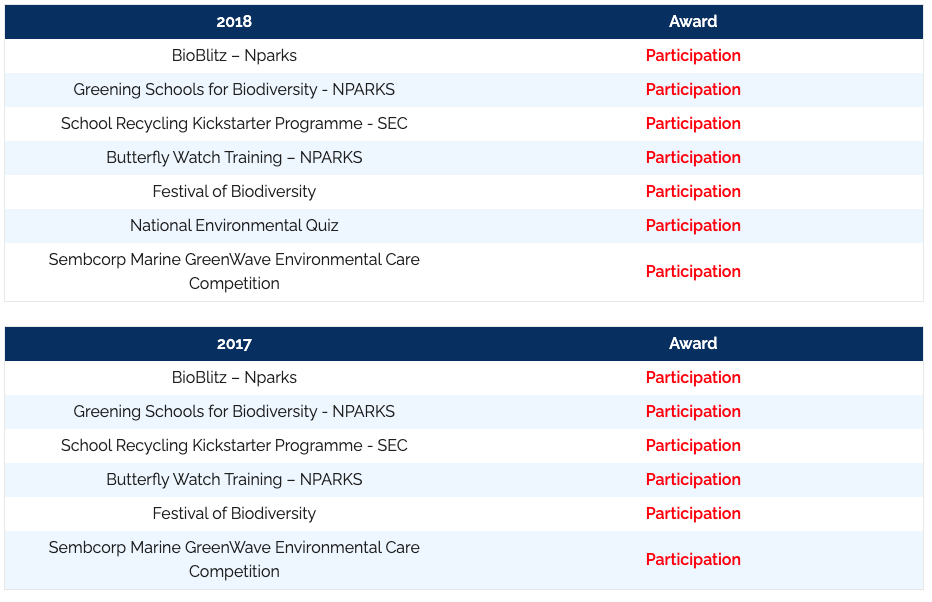 2018 Award
BioBlitz – Nparks Participation
Greening Schools for Biodiversity - NPARKS Participation
School Recycling Kickstarter Programme - SEC Participation
Butterfly Watch Training – NPARKS Participation
Festival of Biodiversity Participation
National Environmental Quiz Participation
Sembcorp Marine GreenWave Environmental Care
Competition Participation
2017 Award
BioBlitz – Nparks Participation
Greening Schools for Biodiversity - NPARKS Participation
School Recycling Kickstarter Programme - SEC Participation
Butterfly Watch Training – NPARKS Participation
Festival of Biodiversity Participation
Sembcorp Marine GreenWave Environmental Care
Competition Participation